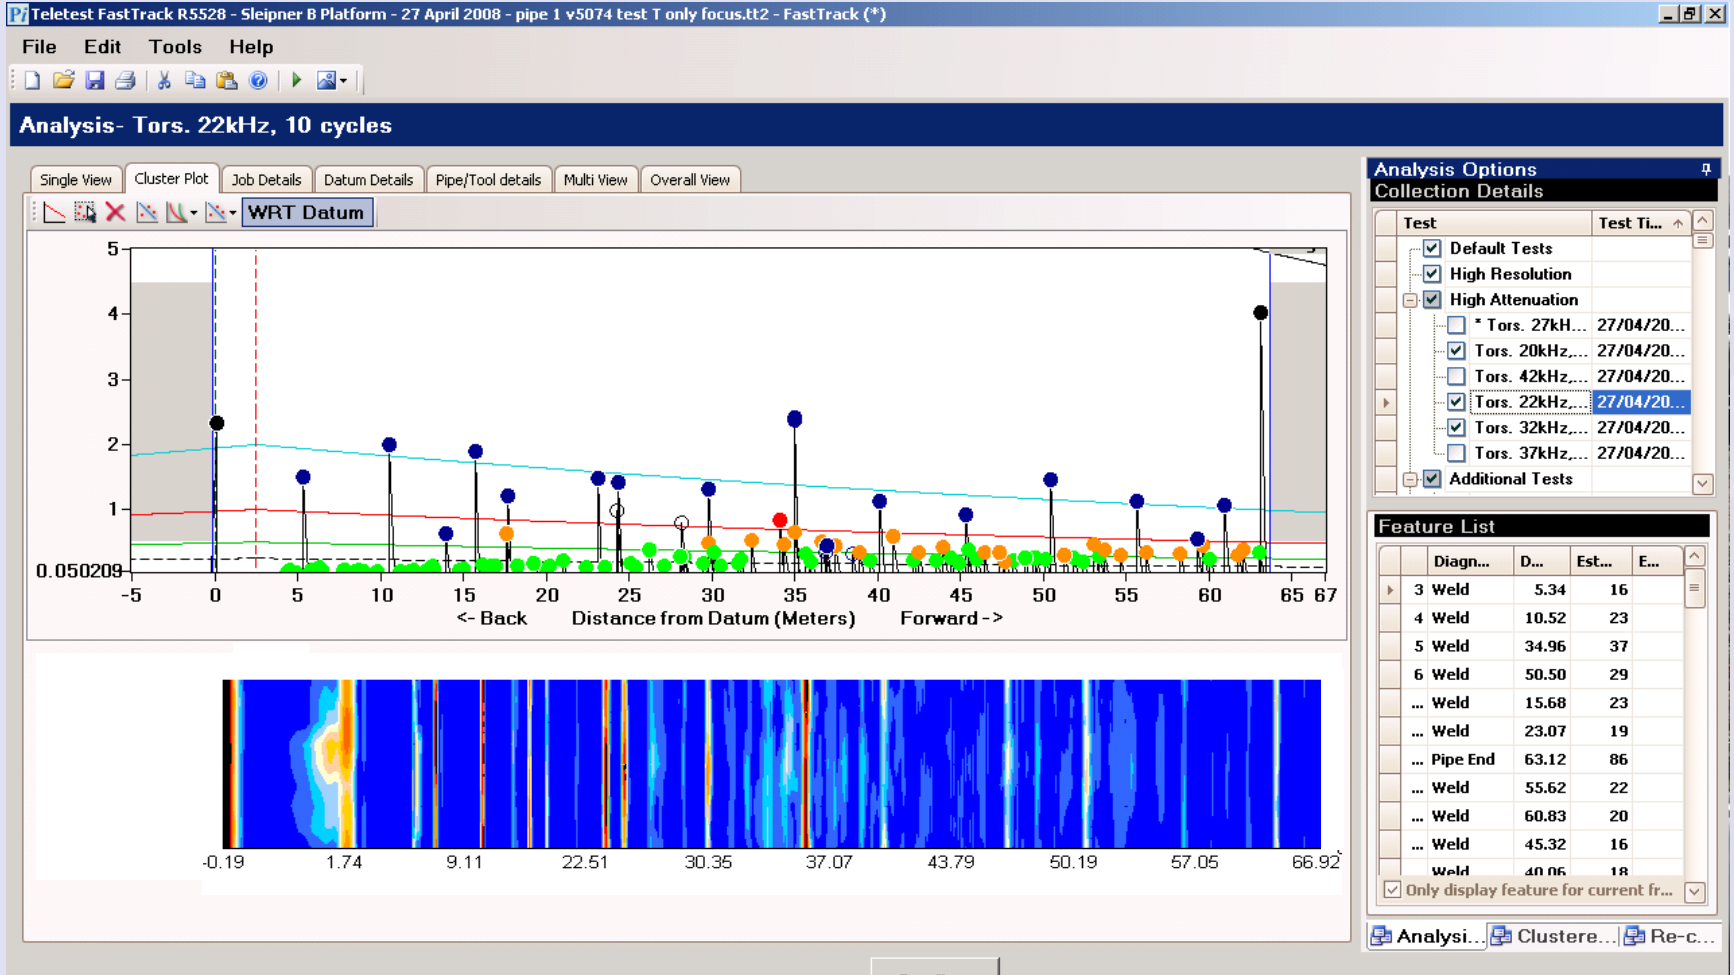 Teletest FastTrack R5528 - Sleipner B Platform - 27 April 2008 - pipe 1 v5074 test T only focus.tt2 - FastTrack (*)
File Edit Tools Help
Analysis- Tors. 22kHz, 10 cycles
Single View Cluster Plot Job Details Datum Details Pipe/Tool details Multi View Overall View
WRT Datum
5
4
3
2
1
0.050209
-5 0 5 10 15 20 25 30 35 40 45 50 55 60 65 67
<- Back Distance from Datum (Meters) Forward ->
-0.19 1.74 9.11 22.51 30.35 37.07 43.79 50.19 57.05 66.92
Analysis Options
Collection Details
Test Test Ti...
Default Tests
High Resolution
High Attenuation
* Tors. 27kH... 27/04/20...
Tors. 20kHz,... 27/04/20...
Tors. 42kHz,... 27/04/20...
Tors. 22kHz,... 27/04/20...
Tors. 32kHz,... 27/04/20...
Tors. 37kHz,... 27/04/20...
Additional Tests
Feature List
Diagn... D... Est... E...
3 Weld 5.34 16
4 Weld 10.52 23
5 Weld 34.96 37
6 Weld 50.50 29
... Weld 15.68 23
... Weld 23.07 19
... Pipe End 63.12 86
... Weld 55.62 22
... Weld 60.83 20
... Weld 45.32 16
Weld 40.06 18
Only display feature for current fr...
Analysi... Clustere... Re-c...